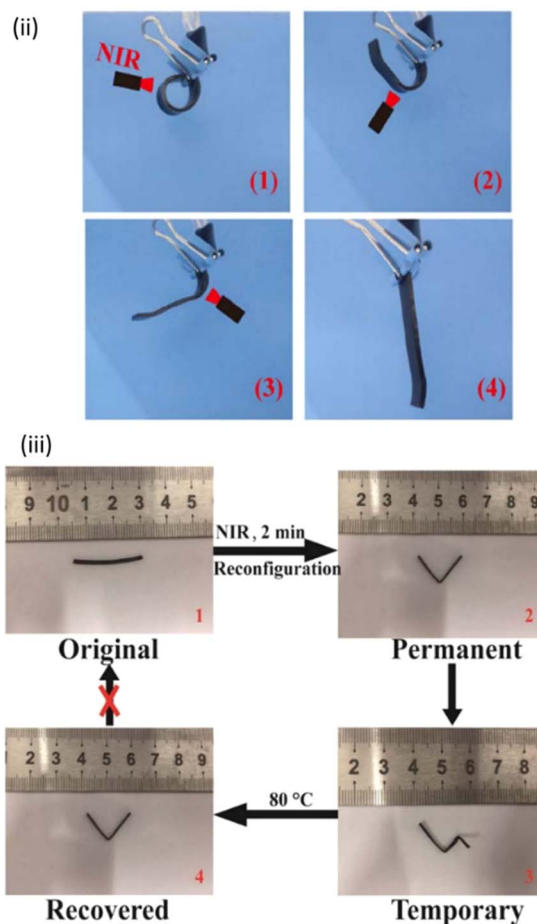 (ii)
NIR
(1)
(2)
(3)
(4)
(iii)
9 10 1 2 3 4 5
1
Original
NIR, 2 min
Reconfiguration
2 3 4 5 6 7 8 9
2
Permanent
1 2 3 4 5 6 7 8 9
4
Recovered
80 °C
2 3 4 5 6 7 8
3
Temporary